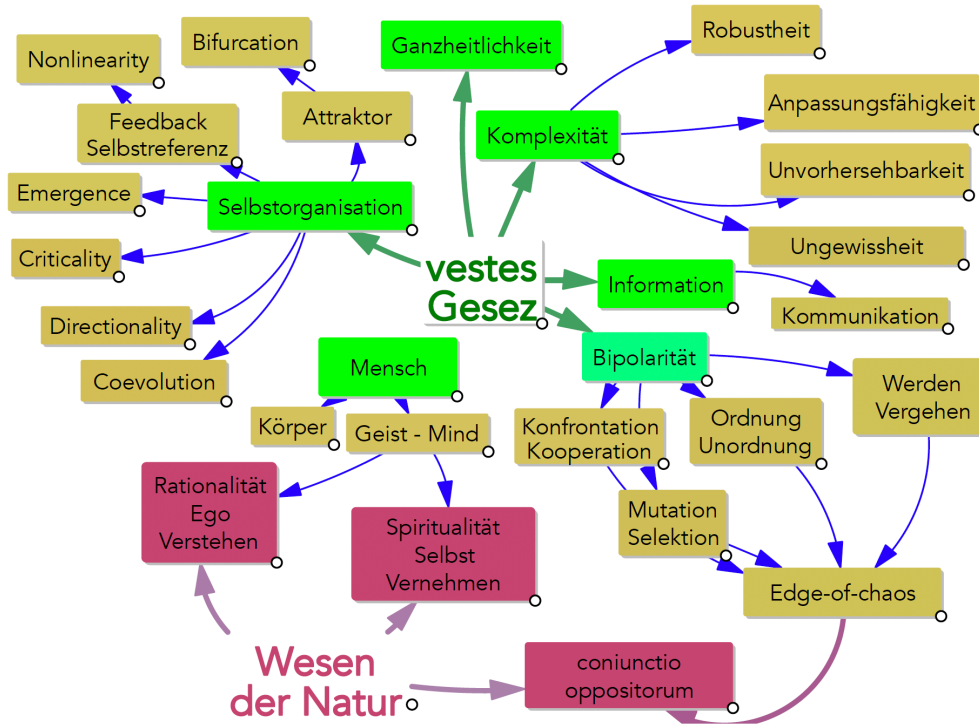 Robustheit
Ganzheitlichkeit
Bifurcation
Nonlinearity
Anpassungsfähigkeit
Attraktor
Feedback
Selbstreferenz
Komplexität
Unvorhersehbarkeit
Emergence
Selbstorganisation
Ungewissheit
Criticality
vestes
Gesez
Information
Kommunikation
Directionality
Bipolarität
Mensch
Coevolution
Werden
Vergehen
Körper
Geist - Mind
Konfrontation
Kooperation
Ordnung
Unordnung
Rationalität
Ego
Verstehen
Mutation
Selektion
Spiritualität
Selbst
Vernehmen
Edge-of-chaos
Wesen
der Natur
coniunctio
oppositorum